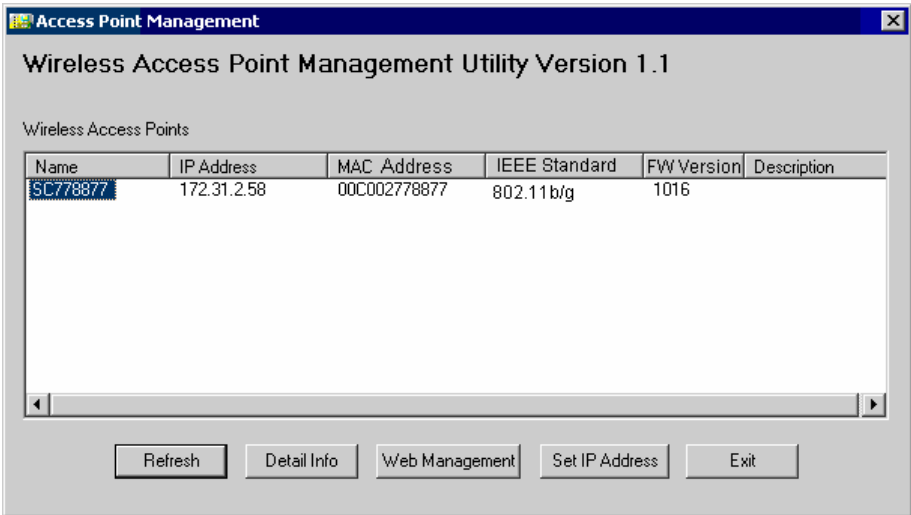 Access Point Management
Wireless Access Point Management Utility Version 1.1
Wireless Access Points
Name IP Address MAC Address IEEE Standard FW Version Description
SC778877 172.31.2.58 00C002778877 802.11b/g 1016
Refresh Detail Info Web Management Set IP Address Exit